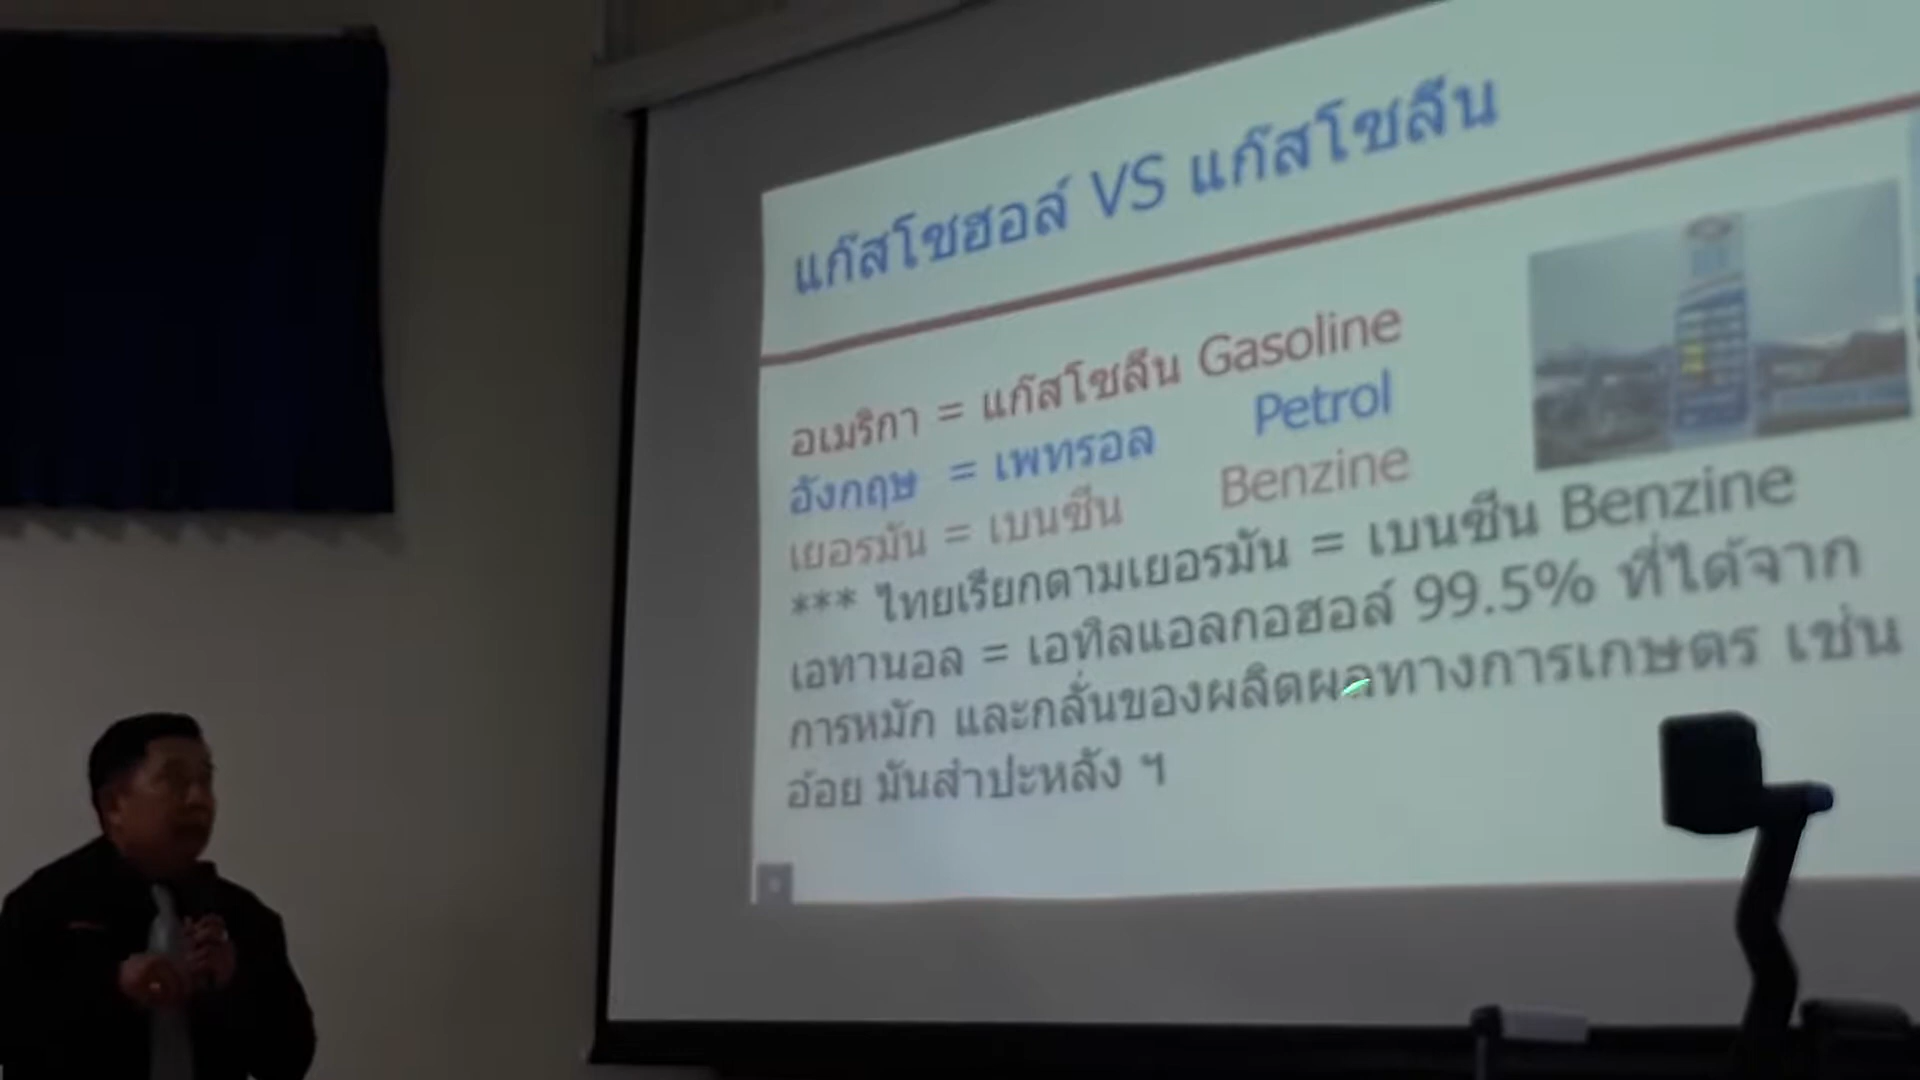 แก๊สโซฮอล์ VS แก๊สโซลีน
อเมริกา = แก๊สโซลีน Gasoline
อังกฤษ = เพทรอล Petrol
เยอรมัน = เบนซีน Benzine
*** ไทยเรียกตามเยอรมัน = เบนซีน Benzine
เอทานอล = เอทิลแอลกอฮอล์ 99.5% ที่ได้จาก
การหมัก และกลั่นของผลิตผลทางการเกษตร เช่น
อ้อย มันสำปะหลัง ฯ